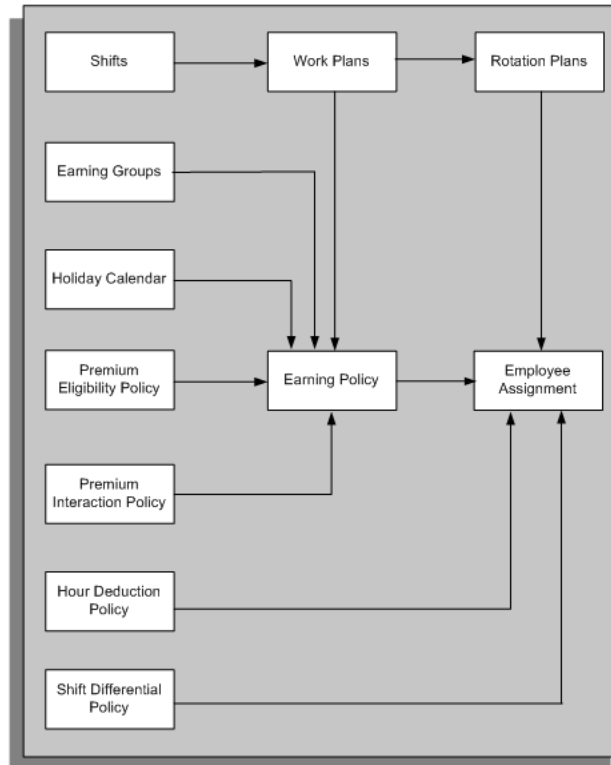 Shifts
Work Plans
Rotation Plans
Earning Groups
Holiday Calendar
Premium
Eligibility Policy
Earning Policy
Employee
Assignment
Premium
Interaction Policy
Hour Deduction
Policy
Shift Differential
Policy